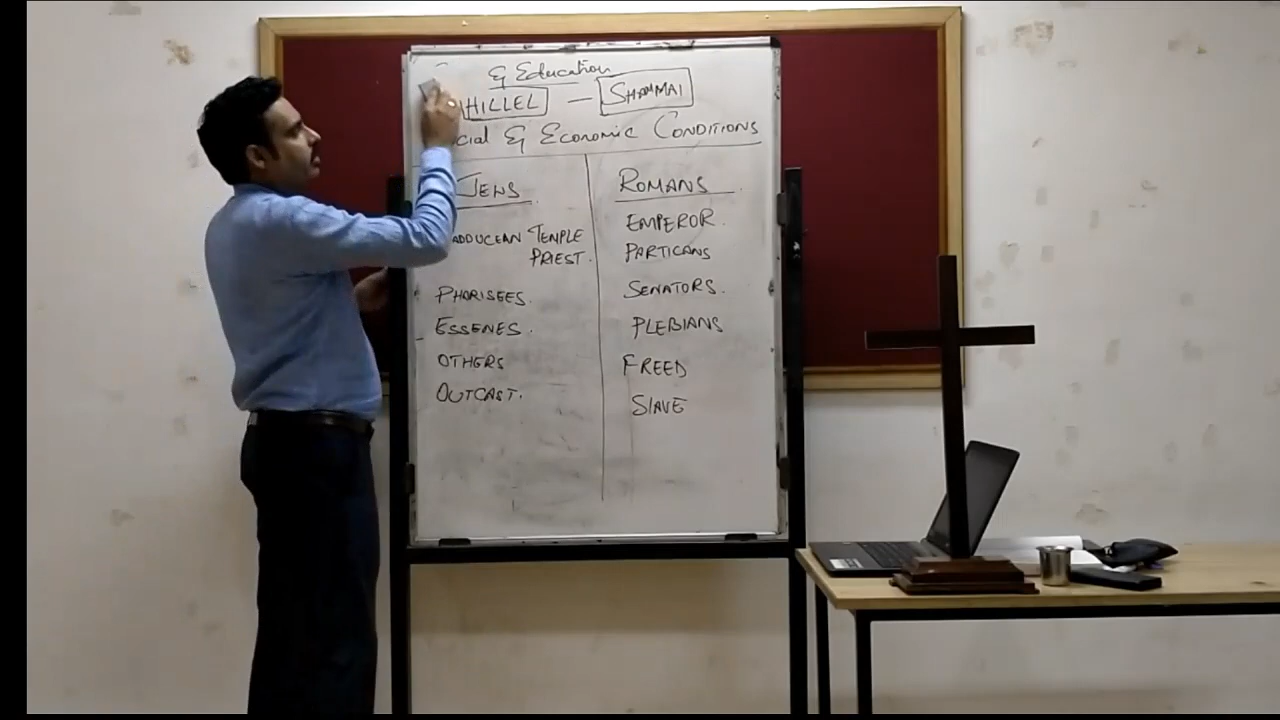 & Education
HILLEL — SHAMMAI
cial & ECONOMIC CONDITIONS
JEWS ROMANS
ADDUCEAN TEMPLE PRIEST.
EMPEROR.
PARTICANS
PHARISEES.
SENATORS.
ESSENES.
PLEBIANS
OTHERS
FREED
OUTCAST.
SLAVE